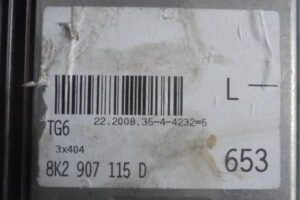 L —
22.2008.35-4-4232=5
TG6
3x404
8K2 907 115 D
653